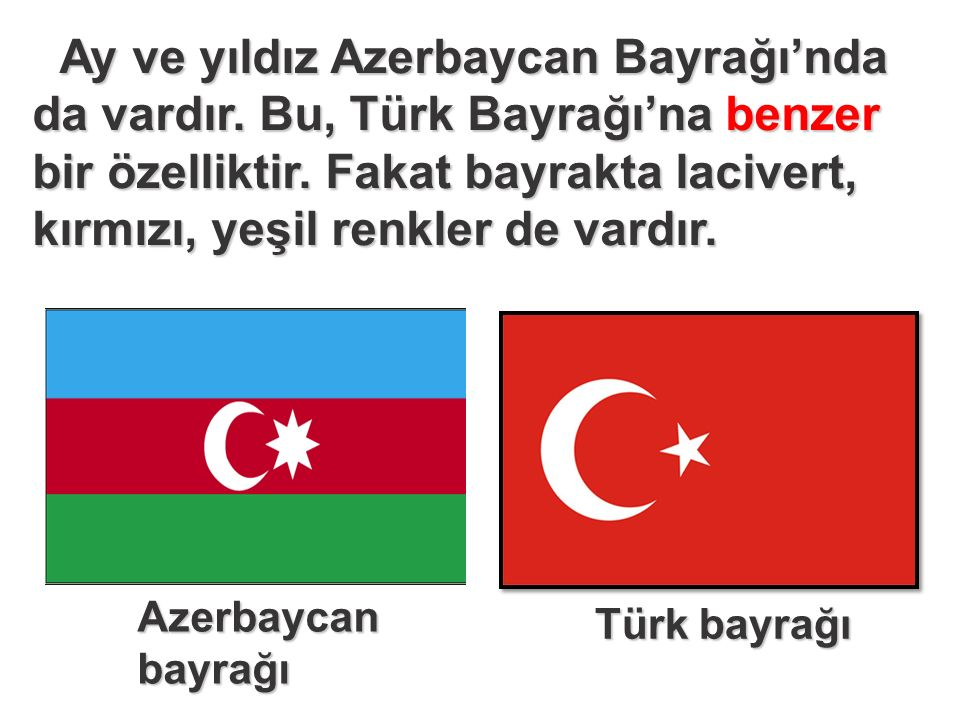 Ay ve yıldız Azerbaycan Bayrağı’nda
da vardır. Bu, Türk Bayrağı’na benzer
bir özelliktir. Fakat bayrakta lacivert,
kırmızı, yeşil renkler de vardır.
Azerbaycan
bayrağı
Türk bayrağı